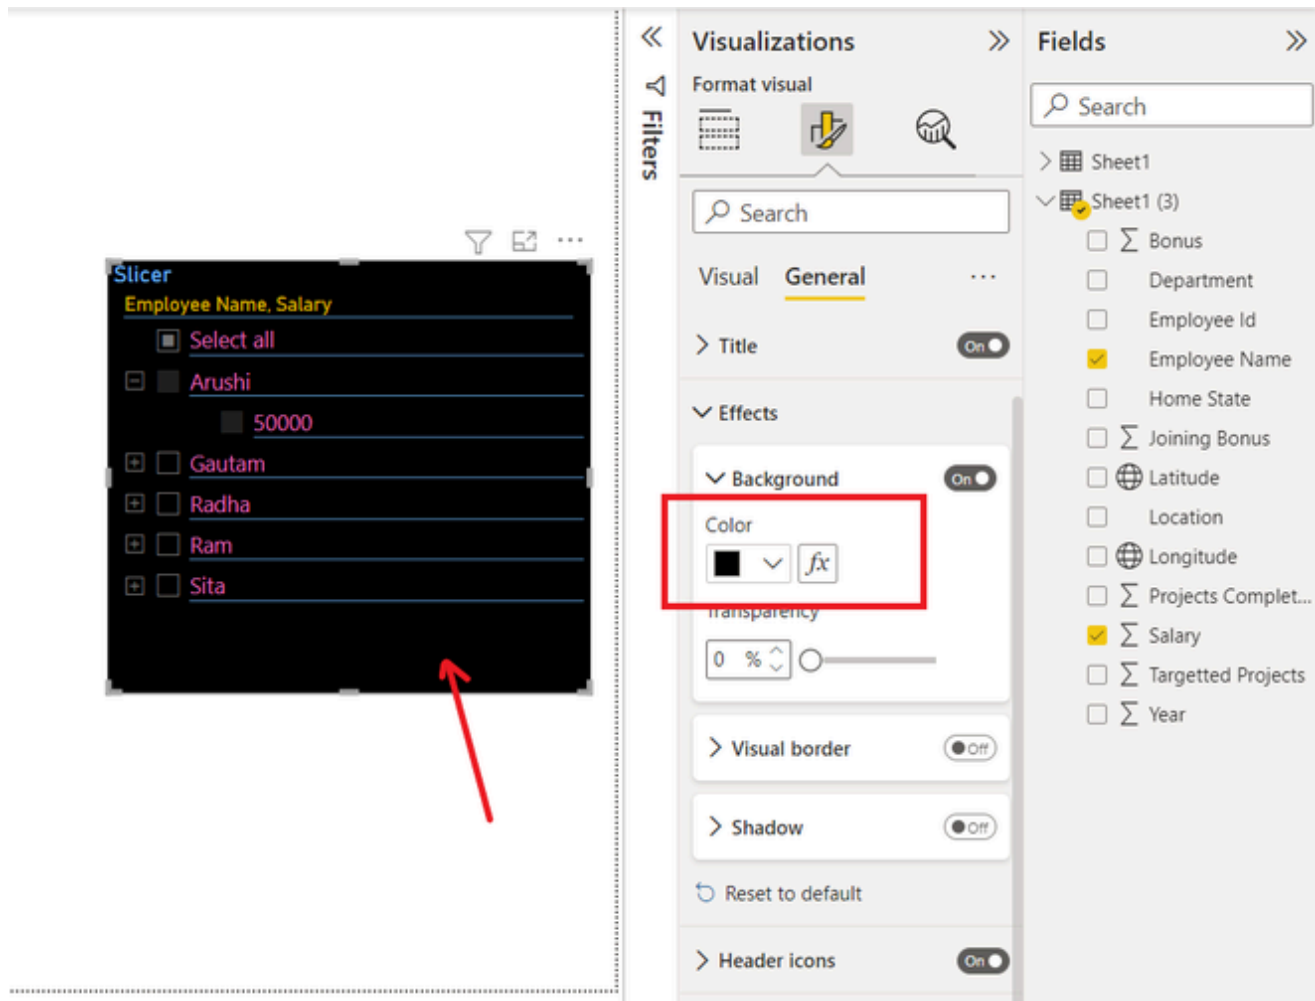 Slicer
Employee Name, Salary
Select all
Arushi
50000
Gautam
Radha
Ram
Sita
Filters
Visualizations
Format visual
Search
Visual General
Title On
Effects
Background On
Color
fx
Transparency
0 %
Visual border Off
Shadow Off
Reset to default
Header icons On
Fields
Search
Sheet1
Sheet1 (3)
Bonus
Department
Employee Id
Employee Name
Home State
Joining Bonus
Latitude
Location
Longitude
Projects Complet...
Salary
Targetted Projects
Year